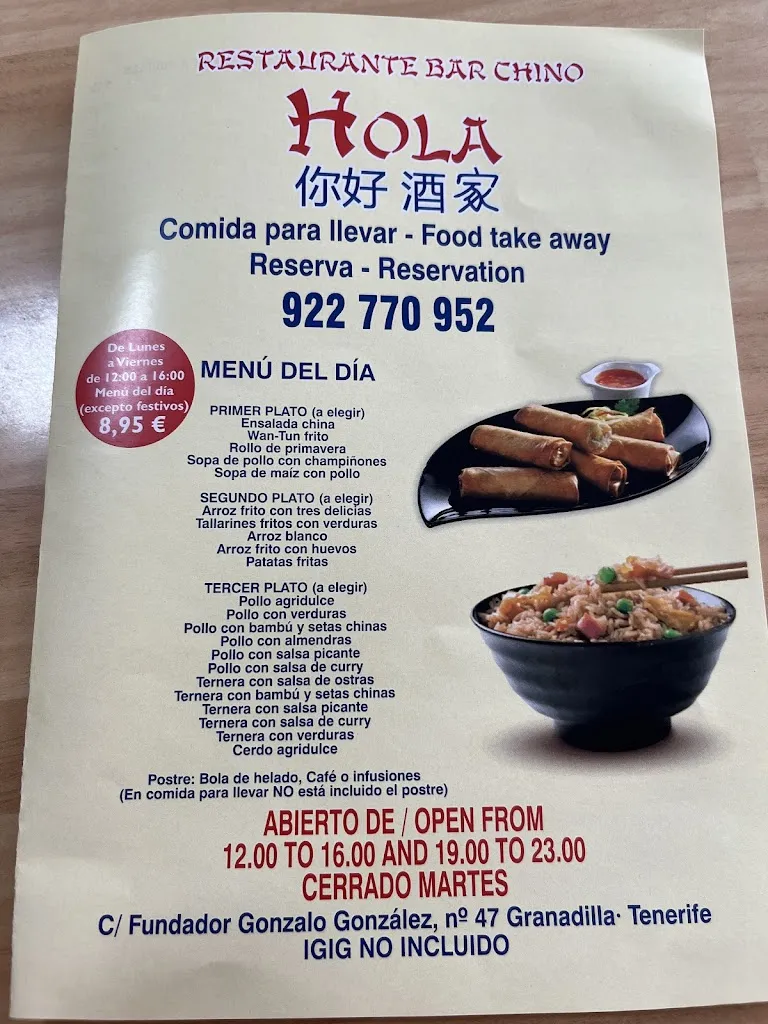 RESTAURANTE BAR CHINO
HOLA
你好 酒家
Comida para llevar - Food take away
Reserva - Reservation
922 770 952
De Lunes
a Viernes
de 12:00 a 16:00
Menú del día
(excepto festivos)
8,95 €
MENÚ DEL DÍA
PRIMER PLATO (a elegir)
Ensalada china
Wan-Tun frito
Rollo de primavera
Sopa de pollo con champiñones
Sopa de maíz con pollo
SEGUNDO PLATO (a elegir)
Arroz frito con tres delicias
Tallarines fritos con verduras
Arroz blanco
Arroz frito con huevos
Patatas fritas
TERCER PLATO (a elegir)
Pollo agridulce
Pollo con verduras
Pollo con bambú y setas chinas
Pollo con almendras
Pollo con salsa picante
Pollo con salsa de curry
Ternera con salsa de ostras
Ternera con bambú y setas chinas
Ternera con salsa picante
Ternera con salsa de curry
Ternera con verduras
Cerdo agridulce
Postre: Bola de helado, Café o infusiones
(En comida para llevar NO está incluido el postre)
ABIERTO DE / OPEN FROM
12.00 TO 16.00 AND 19.00 TO 23.00
CERRADO MARTES
C/ Fundador Gonzalo González, nº 47 Granadilla· Tenerife
IGIG NO INCLUIDO